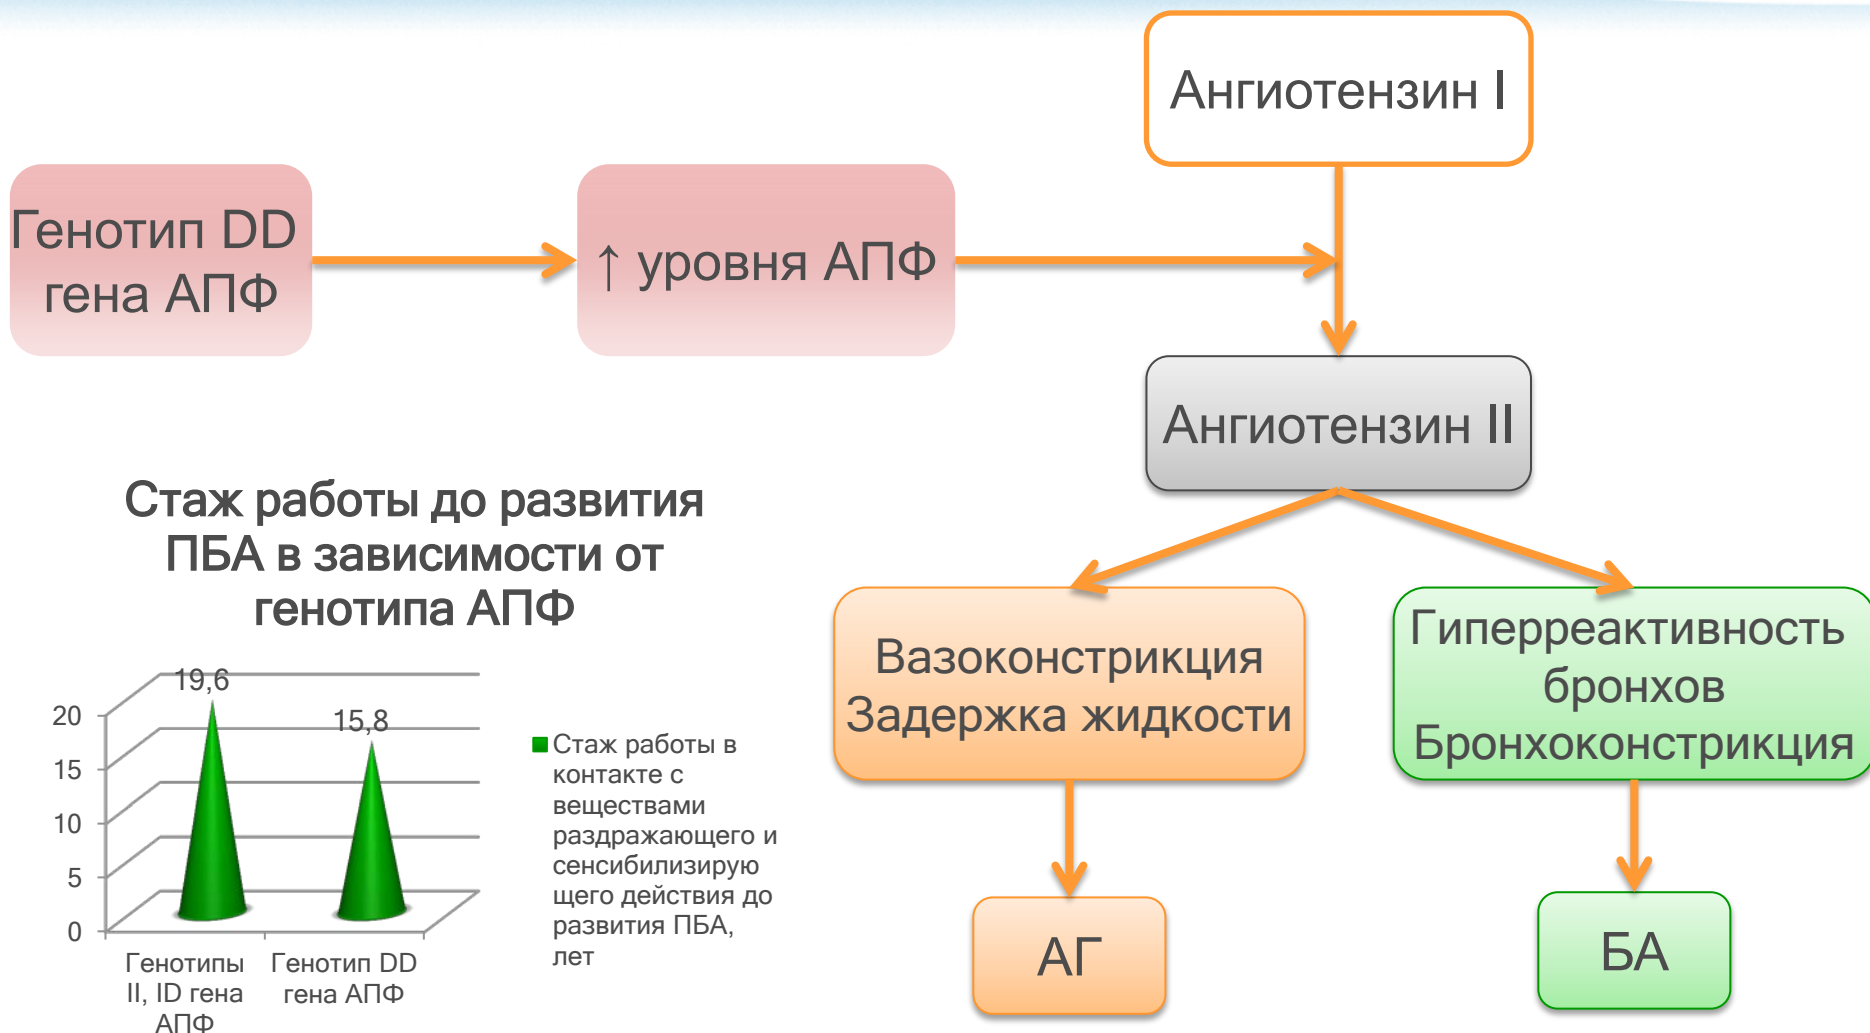 Ангиотензин I
Генотип DD
гена АПФ
↑ уровня АПФ
Ангиотензин II
Стаж работы до развития
ПБА в зависимости от
генотипа АПФ
19,6
15,8
20
15
10
5
0
Генотипы
II, ID гена
АПФ
Генотип DD
гена АПФ
Стаж работы в
контакте с
веществами
раздражающего и
сенсибилизирую
щего действия до
развития ПБА,
лет
Вазоконстрикция
Задержка жидкости
Гиперреактивность
бронхов
Бронхоконстрикция
АГ
БА